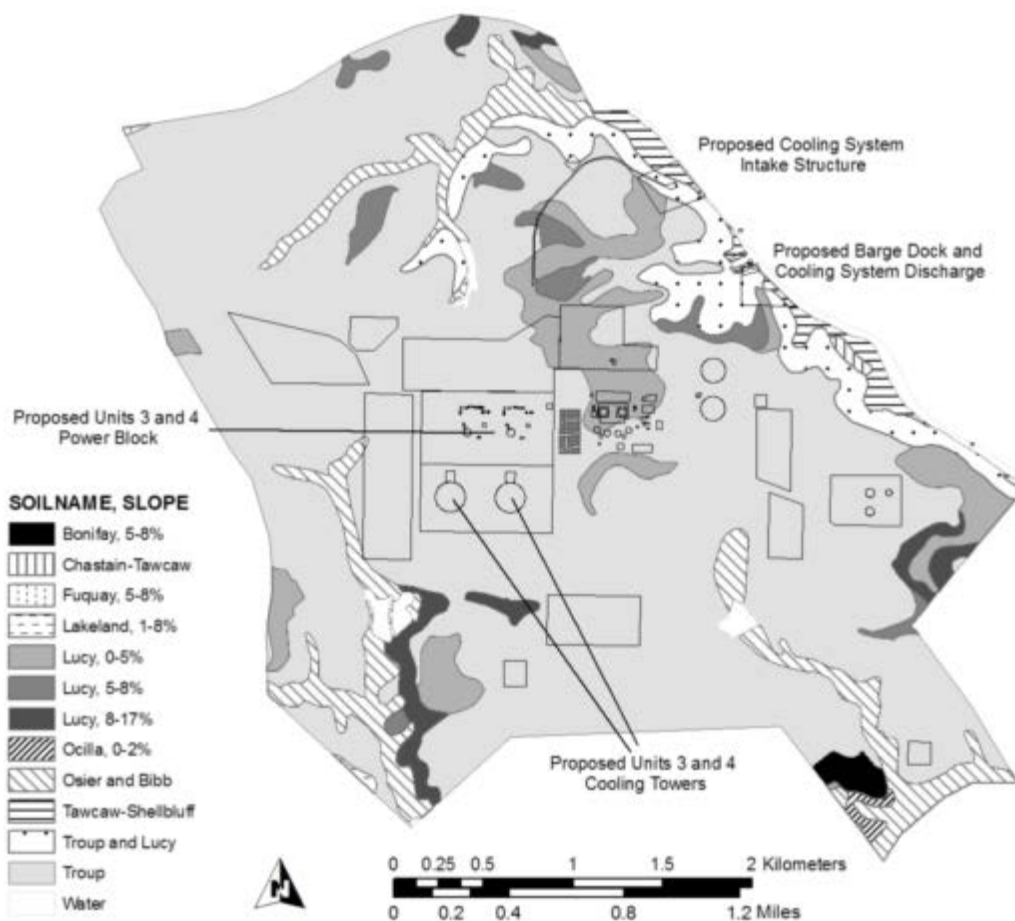 Proposed Cooling System
Intake Structure
Proposed Barge Dock and
Cooling System Discharge
Proposed Units 3 and 4
Power Block
SOILNAME, SLOPE
Bonifay, 5-8%
Chastain-Tawcaw
Fuquay, 5-8%
Lakeland, 1-8%
Lucy, 0-5%
Lucy, 5-8%
Lucy, 8-17%
Ocilla, 0-2%
Osier and Bibb
Tawcaw-Shellbluff
Troup and Lucy
Troup
Water
Proposed Units 3 and 4
Cooling Towers
N
0 0.25 0.5 1 1.5 2 Kilometers
0 0.2 0.4 0.8 1.2 Miles